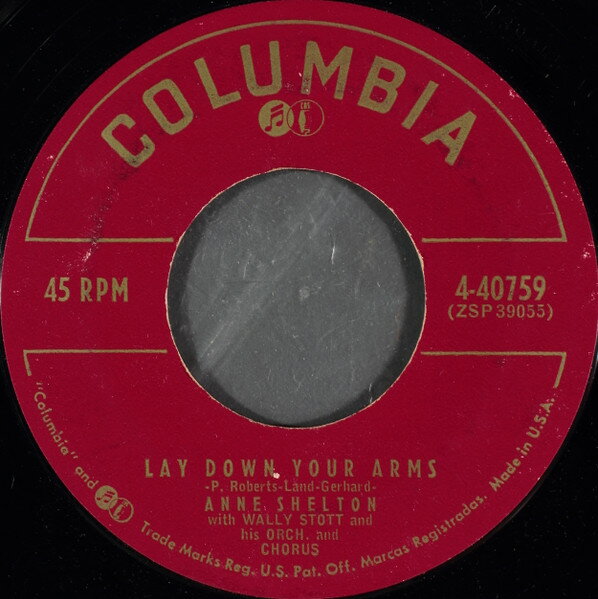 COLUMBIA
CBS
45 RPM
4-40759
(ZSP 39055)
LAY DOWN YOUR ARMS
-P. Roberts-Land-Gerhard-
ANNE SHELTON
with WALLY STOTT and
his ORCH. and
CHORUS
"Columbia" and Trade Marks Reg. U.S. Pat. Off. Marcas Registradas. Made in U.S.A.